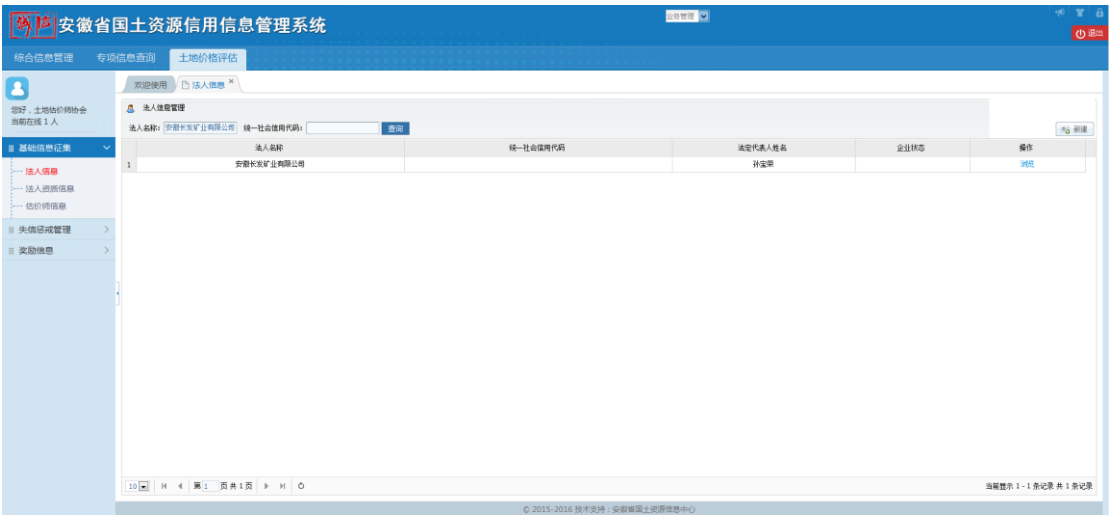 诚信 安徽省国土资源信用信息管理系统
业务管理
退出
综合信息管理 专项信息查询 土地价格评估
您好，土地估价师协会
当前在线 1 人
基础信息征集
法人信息
法人资质信息
估价师信息
失信惩戒管理
奖励信息
欢迎使用 法人信息 ×
法人信息管理
法人名称： 安徽长发矿业有限公司 统一社会信用代码： 查询
新建
法人名称 统一社会信用代码 法定代表人姓名 企业状态 操作
1 安徽长发矿业有限公司 孙宝荣 浏览
10 第 1 页 共 1 页
当前显示 1 - 1 条记录 共 1 条记录
© 2015-2016 技术支持：安徽省国土资源信息中心